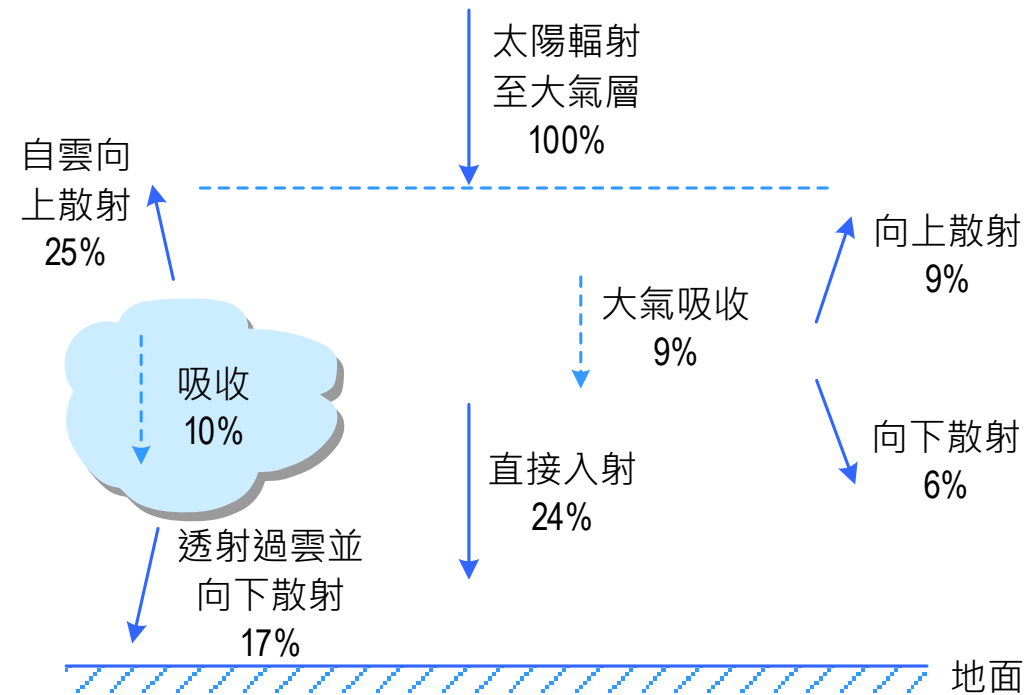 太陽輻射
至大氣層
100%
自雲向
上散射
25%
向上散射
9%
大氣吸收
9%
吸收
10%
向下散射
6%
直接入射
24%
透射過雲並
向下散射
17%
地面